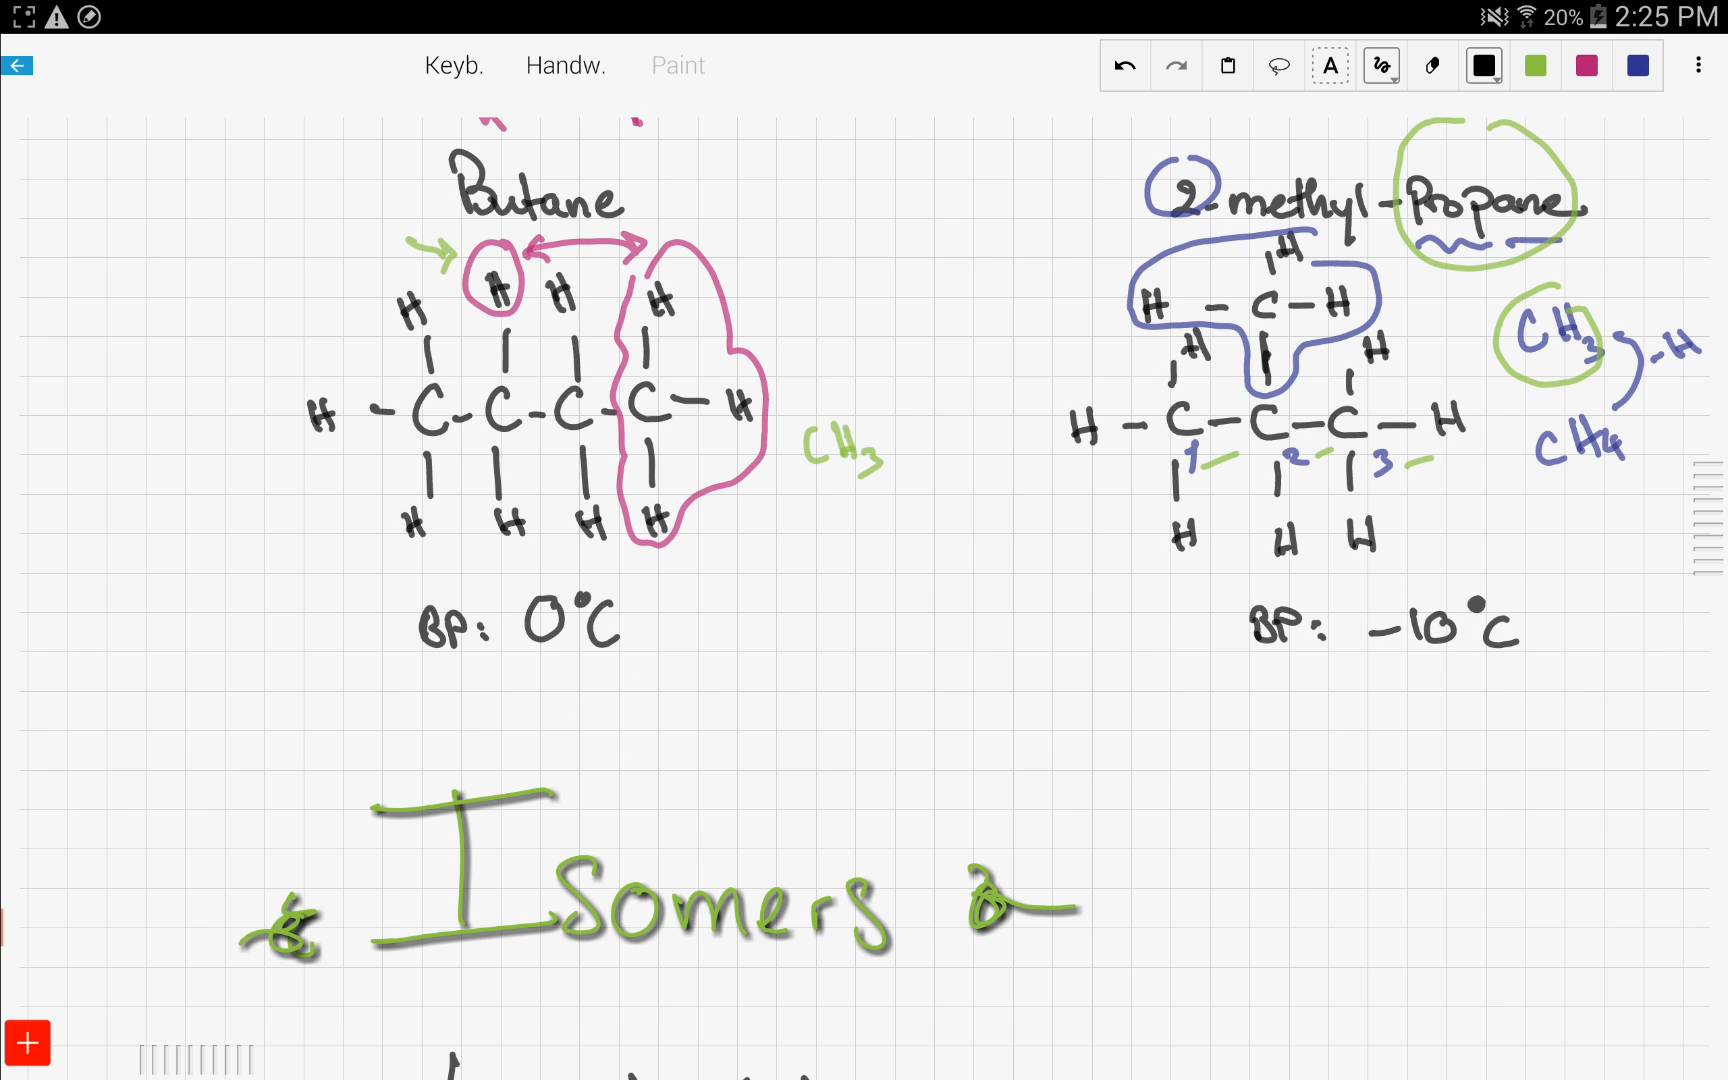 20% 2:25 PM
Keyb. Handw. Paint
A
Butane
2-methyl-Propane
H
H H H H
H - C - H
H H
CH3 -H
H - C - C - C - C - H
H - C - C - C - H
CH3
1 2 3
CH4
H H H H
H H H
BP: 0°C
BP: -10°C
Isomers